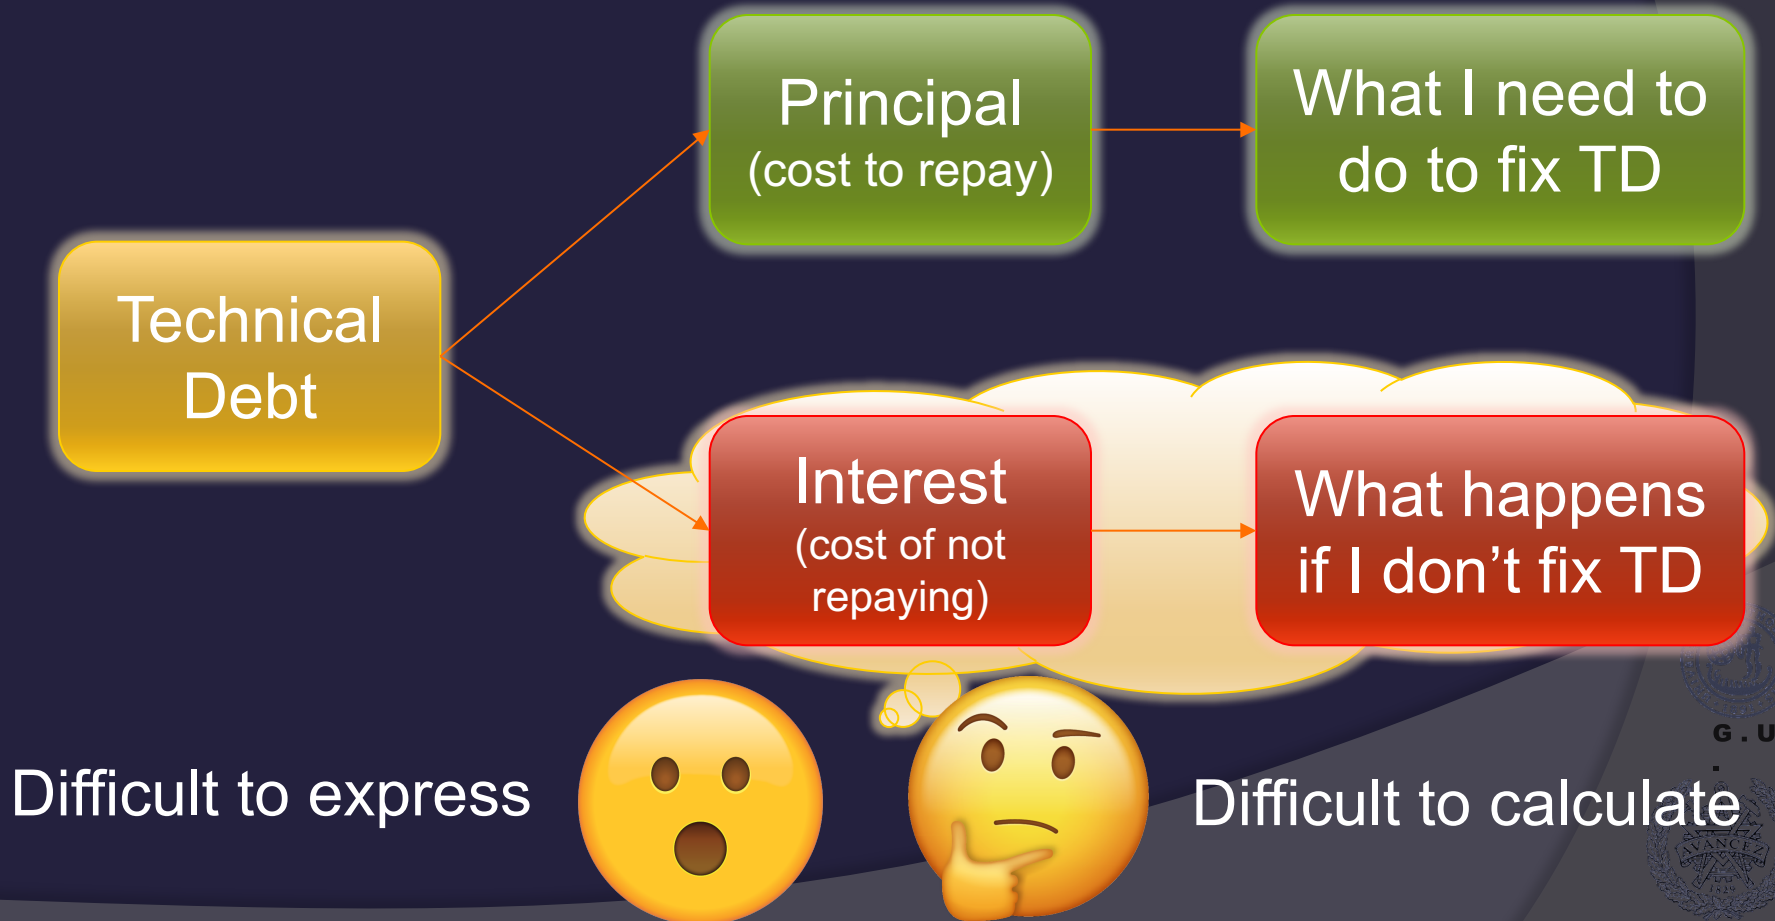 Principal
(cost to repay)
What I need to
do to fix TD
Technical
Debt
Interest
(cost of not
repaying)
What happens
if I don’t fix TD
Difficult to express
Difficult to calculate
G.U
AVANCEZ